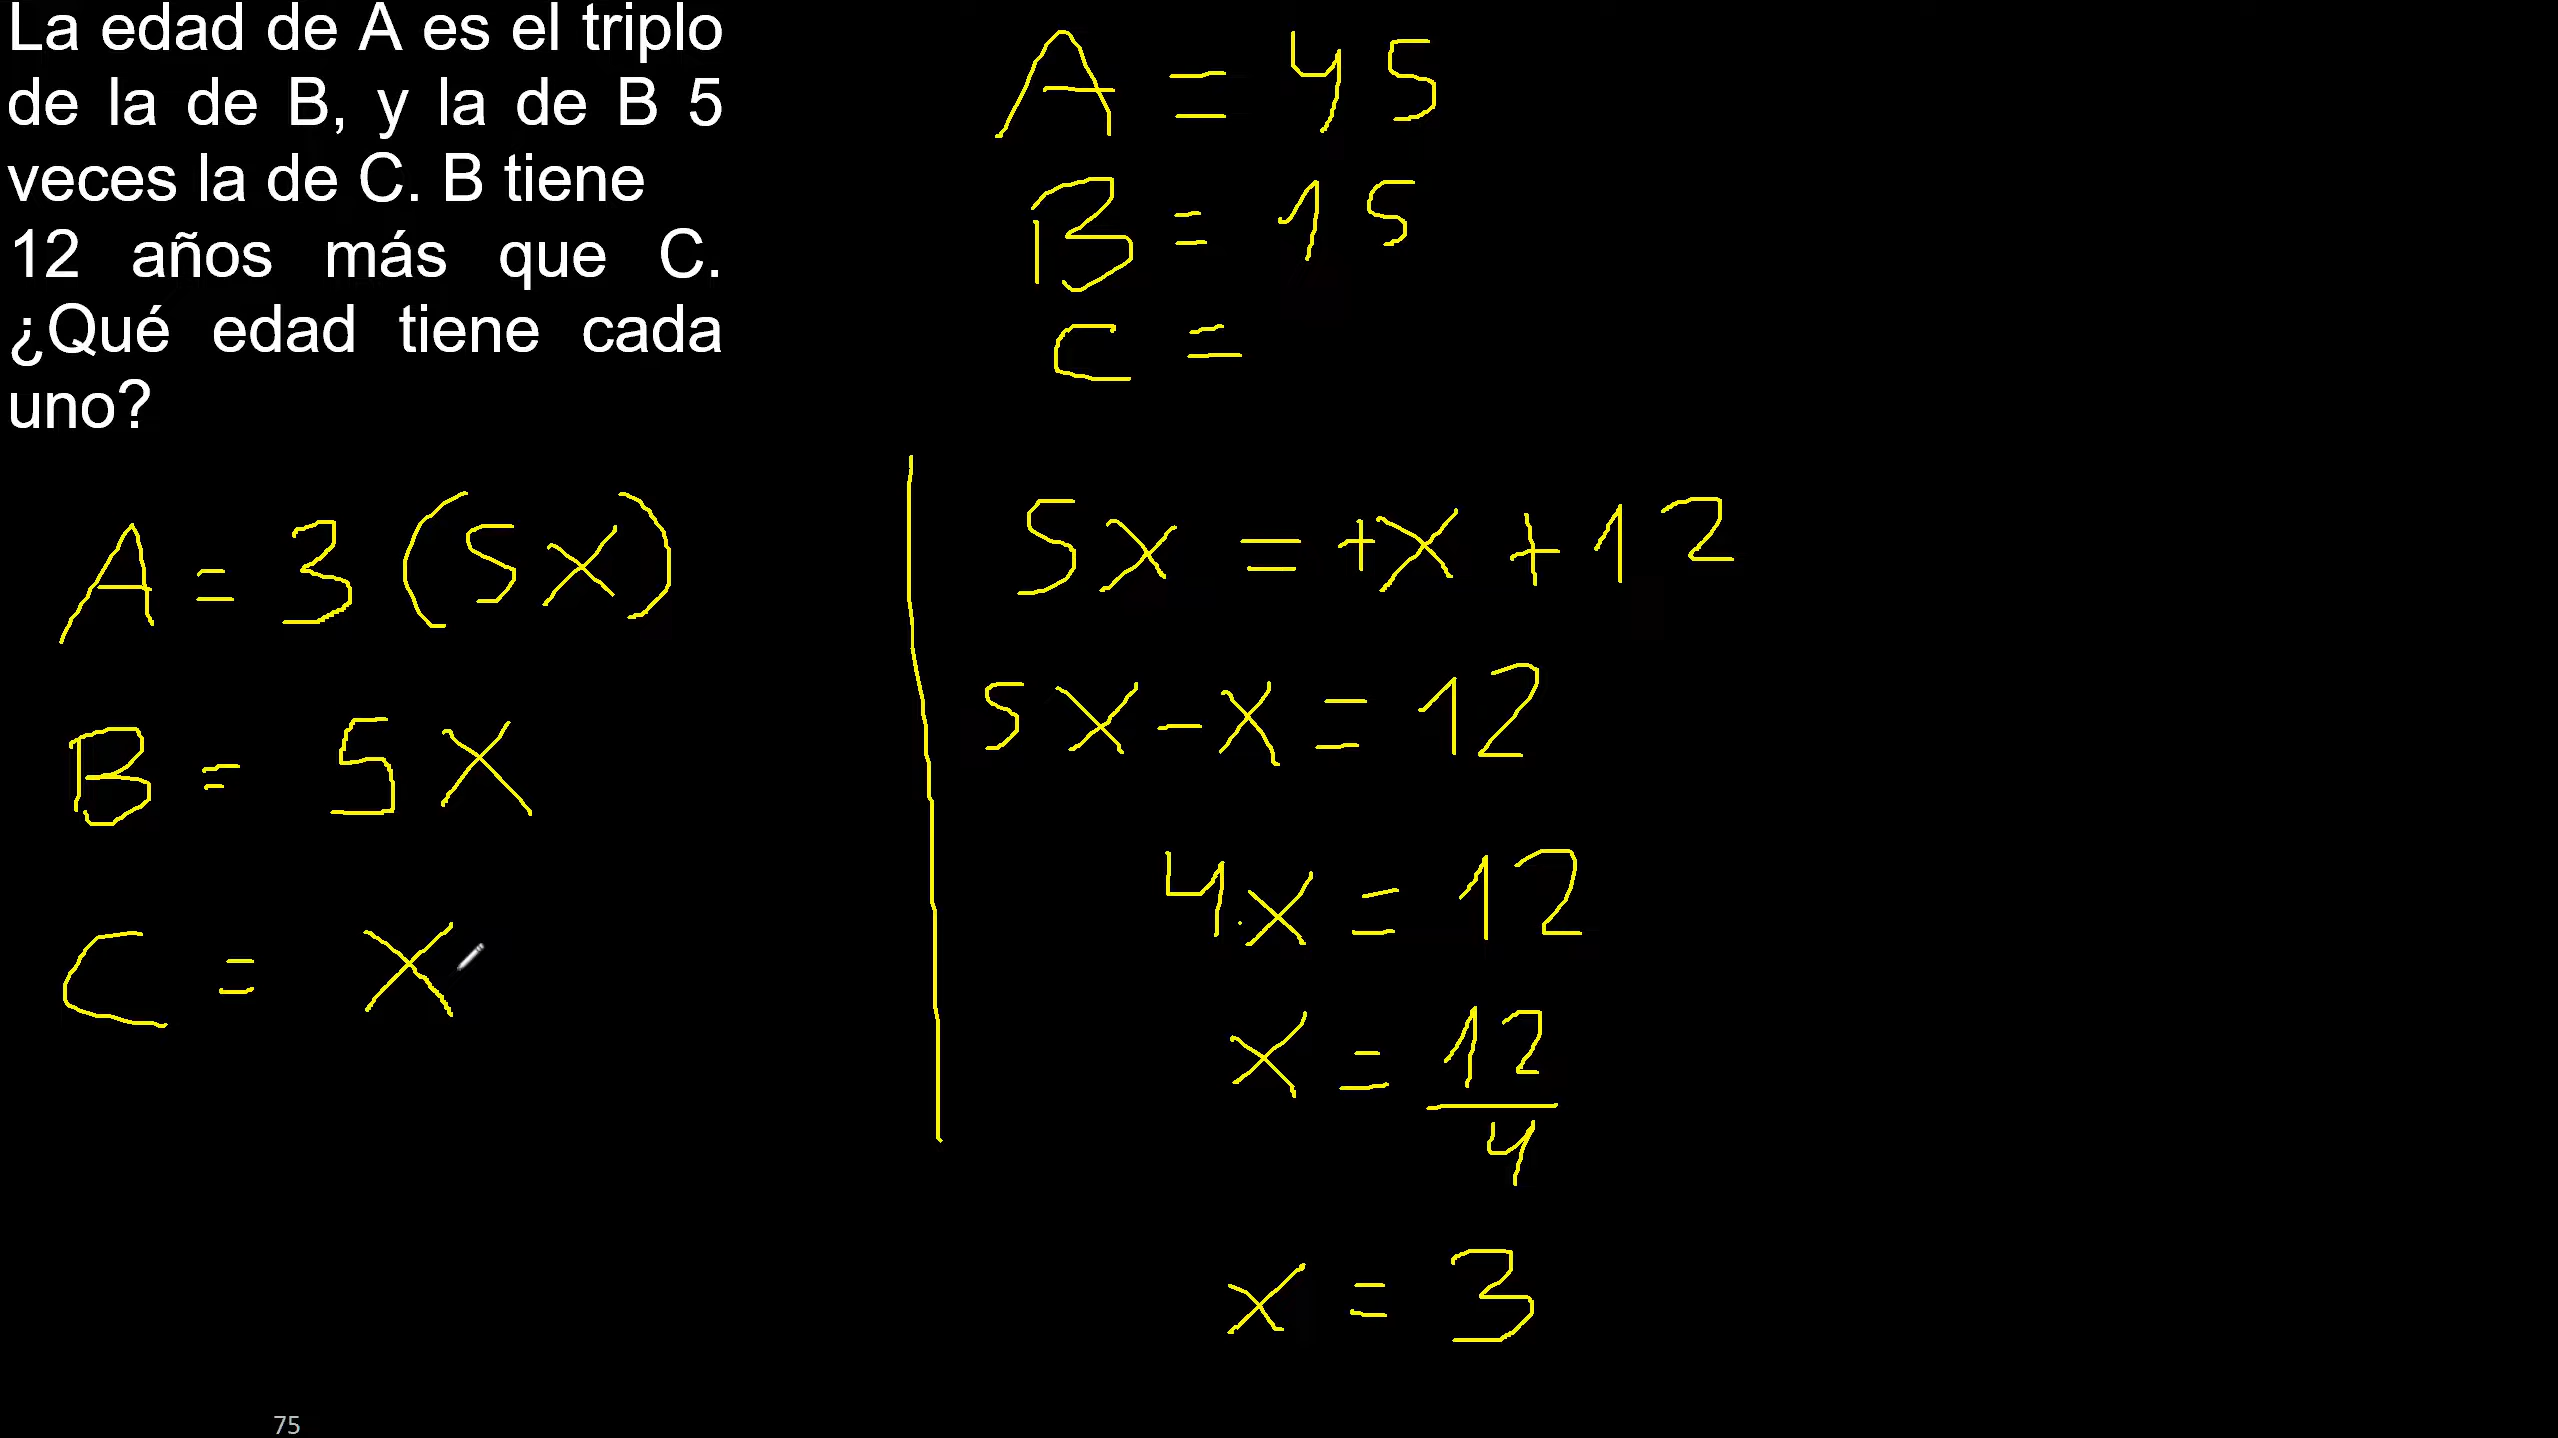 La edad de A es el triplo
de la de B, y la de B 5
veces la de C. B tiene
12 años más que C.
¿Qué edad tiene cada
uno?
A = 45
B = 15
C =
A = 3 (5x)
B = 5x
C = x
5x = +x + 12
5x - x = 12
4.x = 12
x = 12/4
x = 3
75